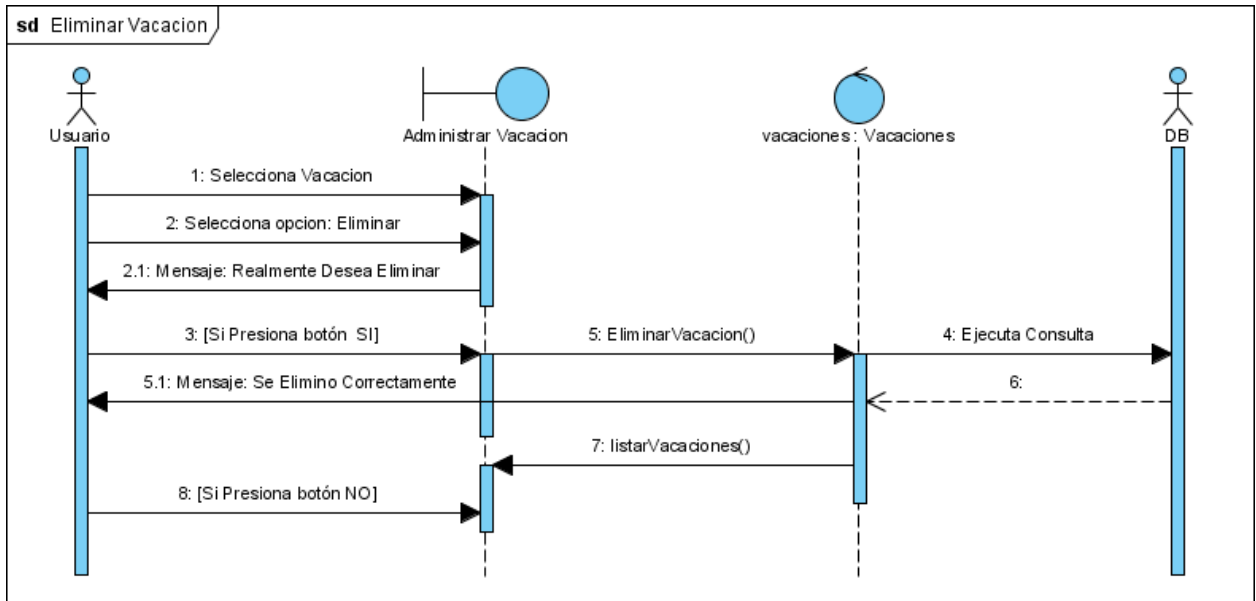 sd Eliminar Vacacion
Usuario
Administrar Vacacion
vacaciones : Vacaciones
DB
1: Selecciona Vacacion
2: Selecciona opcion: Eliminar
2.1: Mensaje: Realmente Desea Eliminar
3: [Si Presiona botón SI]
5: EliminarVacacion()
4: Ejecuta Consulta
5.1: Mensaje: Se Elimino Correctamente
6:
7: listarVacaciones()
8: [Si Presiona botón NO]